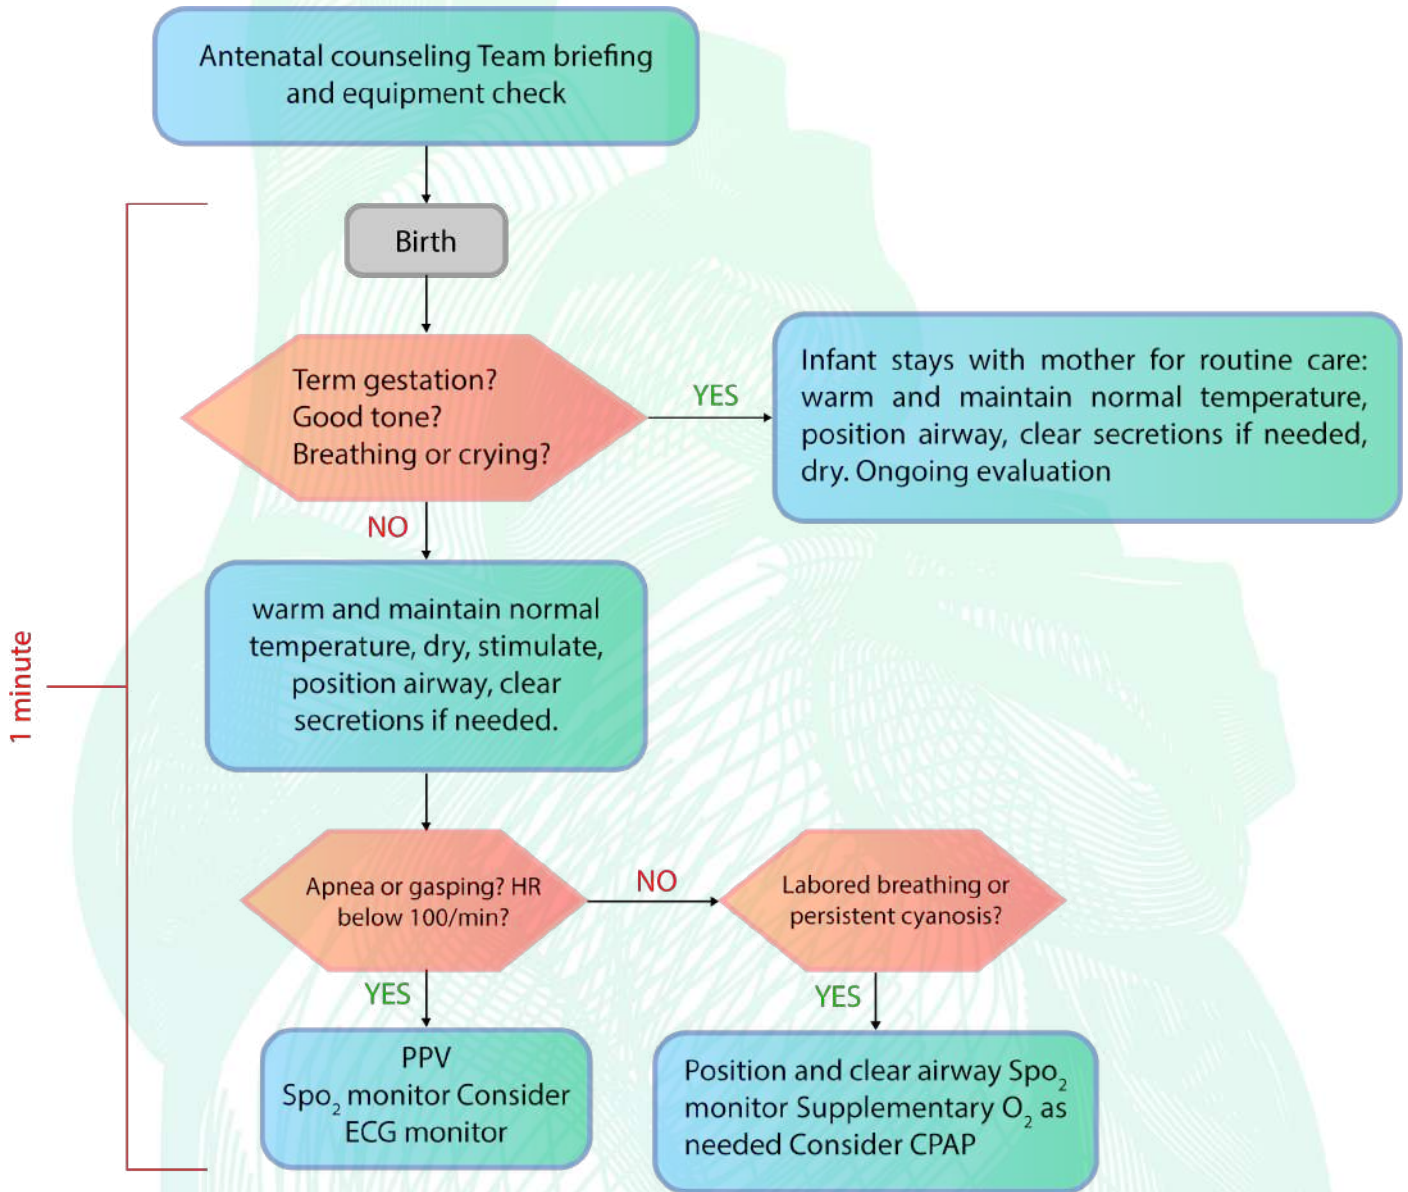 Antenatal counseling Team briefing
and equipment check
Birth
Term gestation?
Good tone?
Breathing or crying?
YES
Infant stays with mother for routine care:
warm and maintain normal temperature,
position airway, clear secretions if needed,
dry. Ongoing evaluation
NO
warm and maintain normal
temperature, dry, stimulate,
position airway, clear
secretions if needed.
1 minute
Apnea or gasping? HR
below 100/min?
NO
Labored breathing or
persistent cyanosis?
YES
PPV
Spo₂ monitor Consider
ECG monitor
YES
Position and clear airway Spo₂
monitor Supplementary O₂ as
needed Consider CPAP